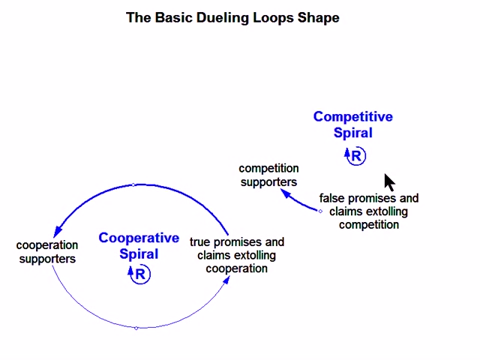 The Basic Dueling Loops Shape
Competitive
Spiral
R
competition
supporters
false promises and
claims extolling
competition
cooperation
supporters
Cooperative
Spiral
R
true promises and
claims extolling
cooperation